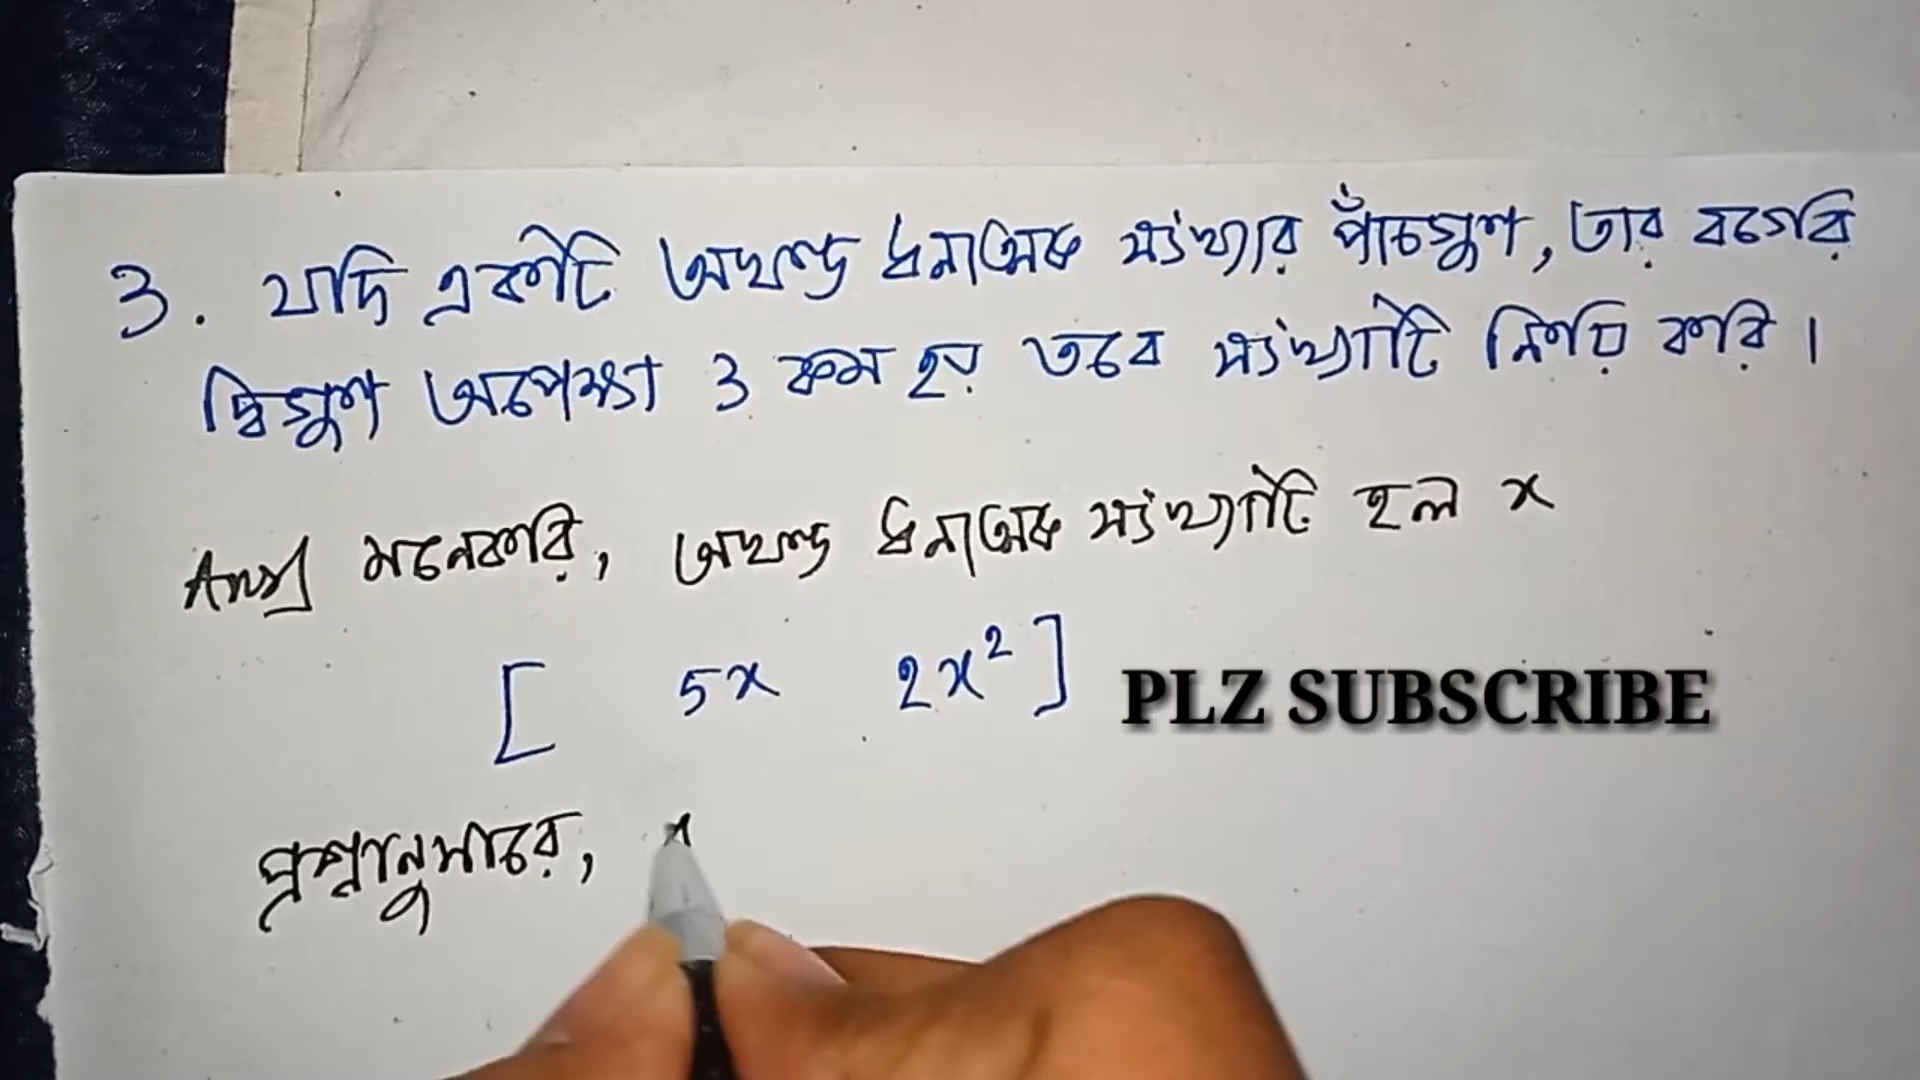 3. যদি একটি অখণ্ড ধনাত্মক সংখ্যার পাঁচগুণ, তার বর্গের
দ্বিগুণ অপেক্ষা 3 কম হয় তবে সংখ্যাটি নির্ণয় করি।
Ans] মনেকরি, অখণ্ড ধনাত্মক সংখ্যাটি হল x
[ 5x 2x² ]
PLZ SUBSCRIBE
প্রশ্নানুসারে,